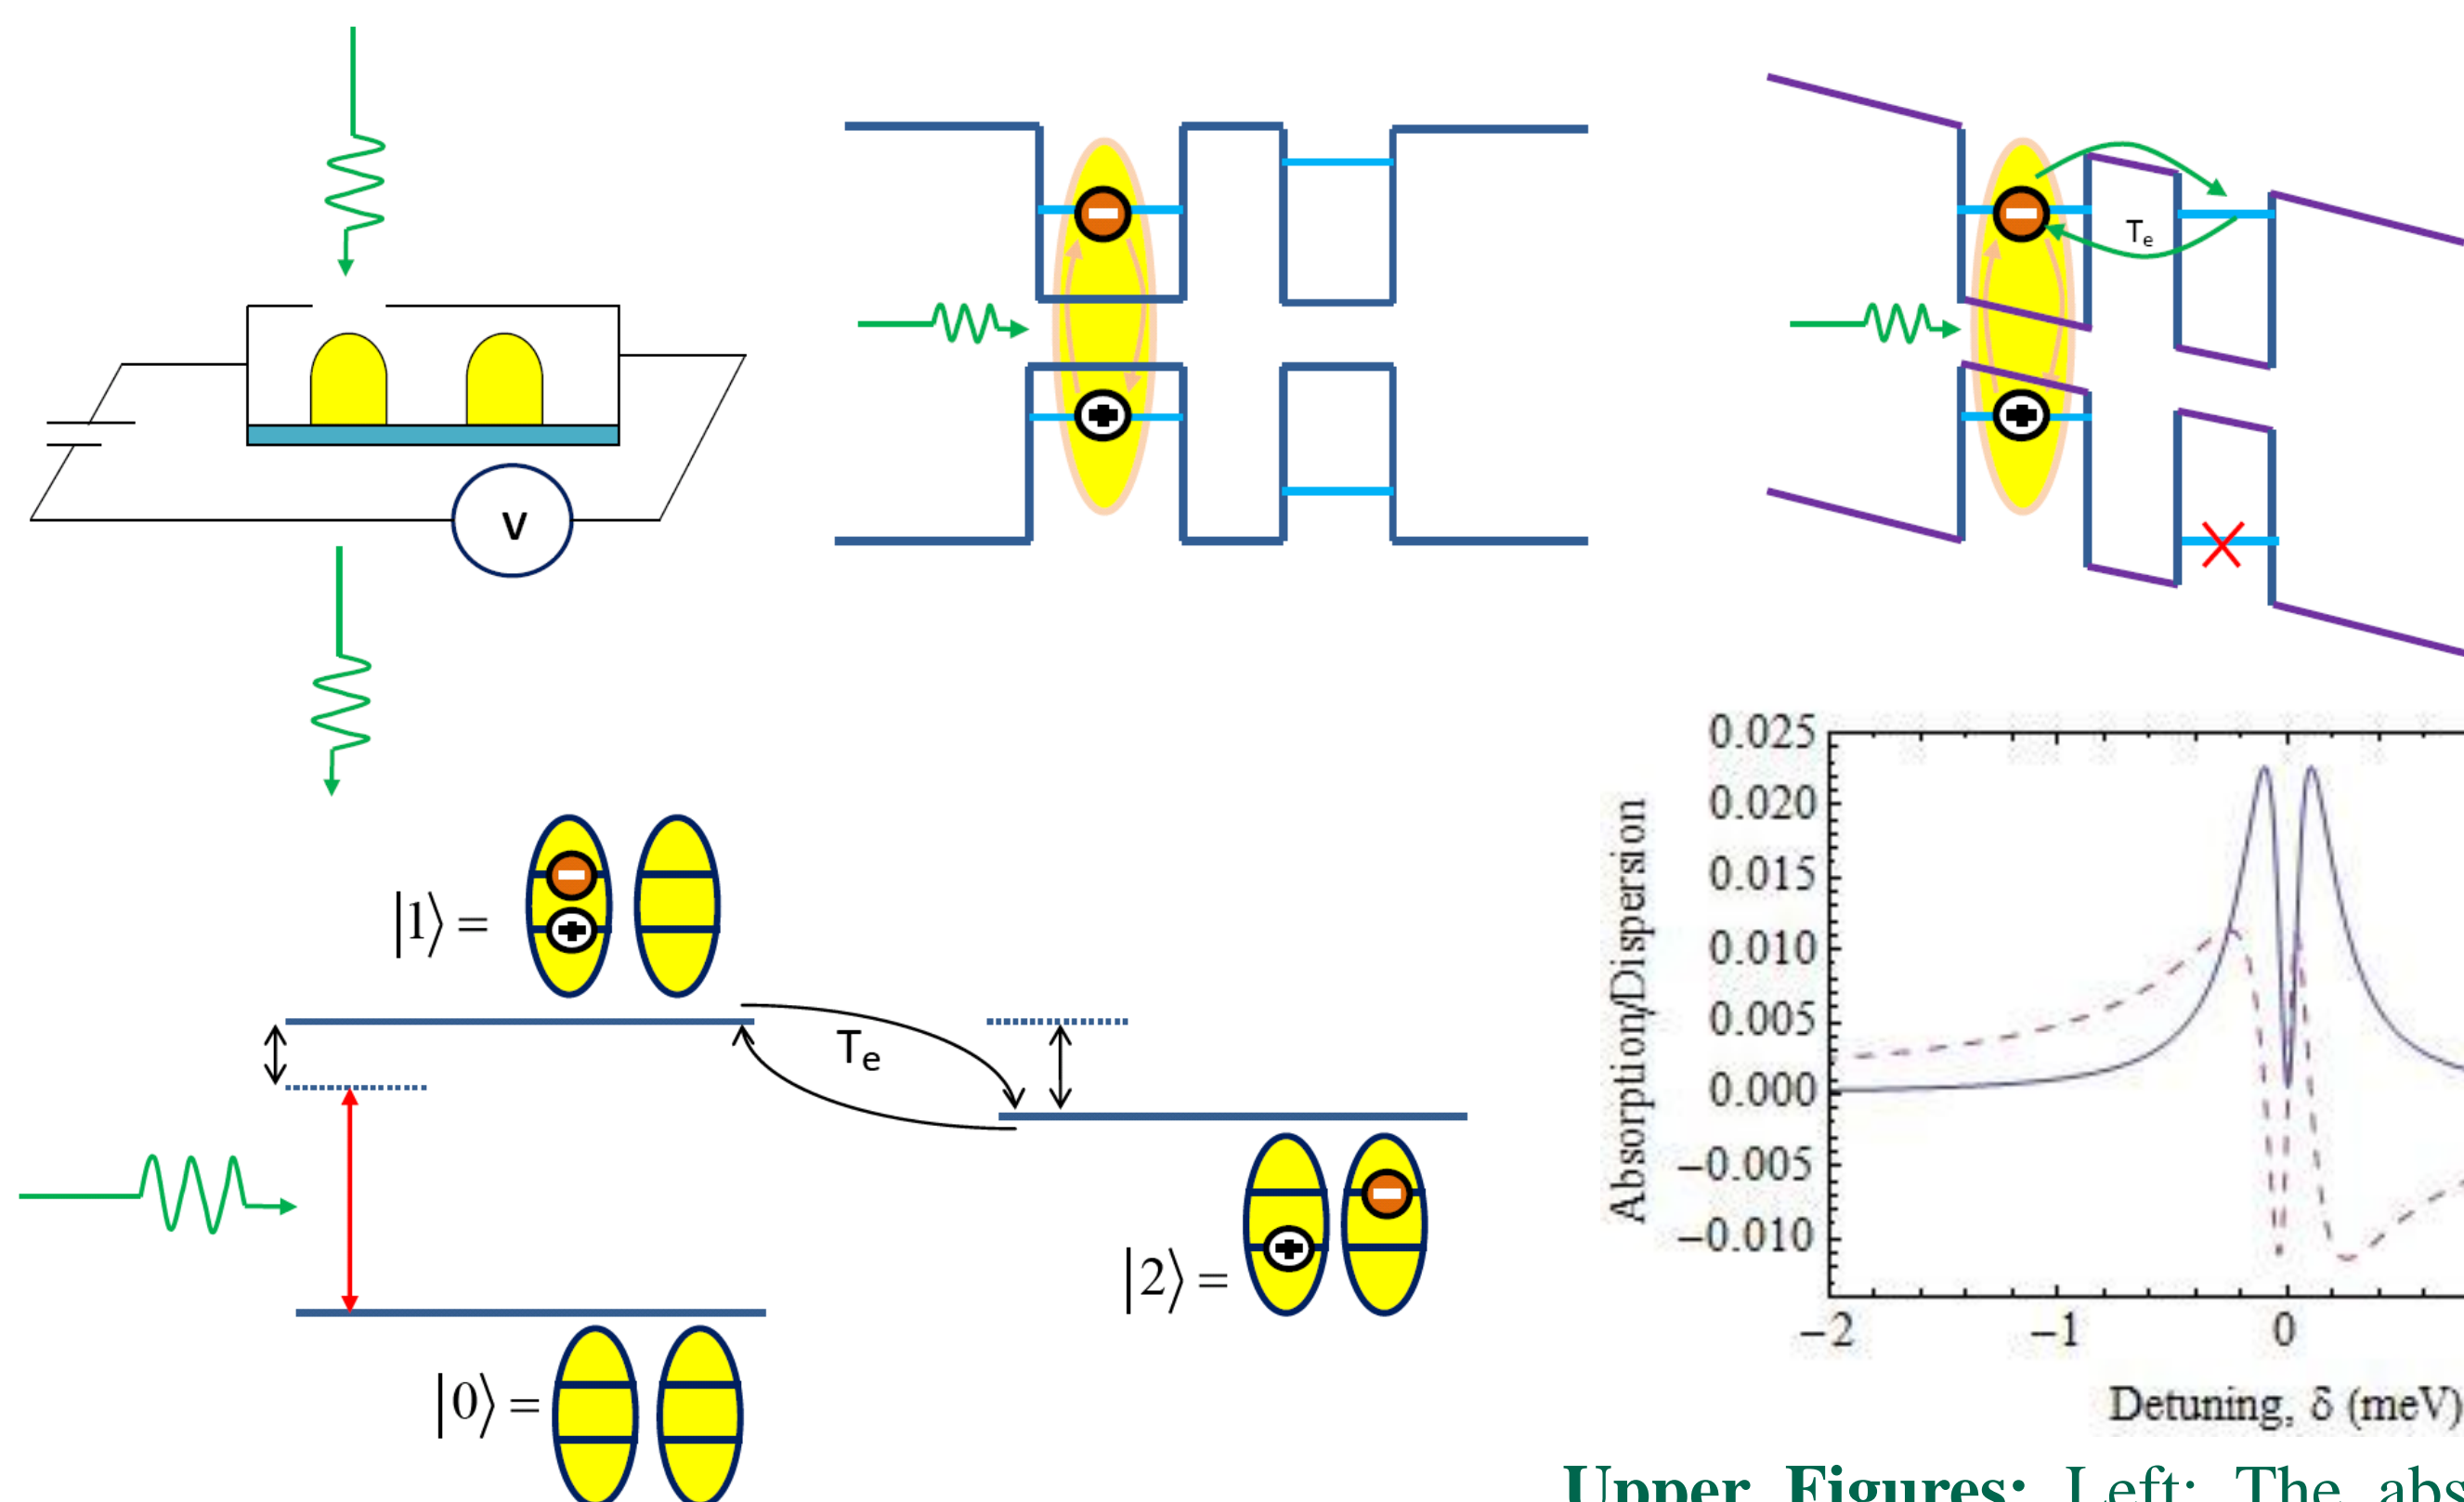 Tₑ
V
0.025
0.020
0.015
0.010
0.005
0.000
−0.005
−0.010
Absorption/Dispersion
−2 −1 0
Detuning, δ (meV)
|1⟩ =
Tₑ
|2⟩ =
|0⟩ =
Upper Figures: Left: The abs